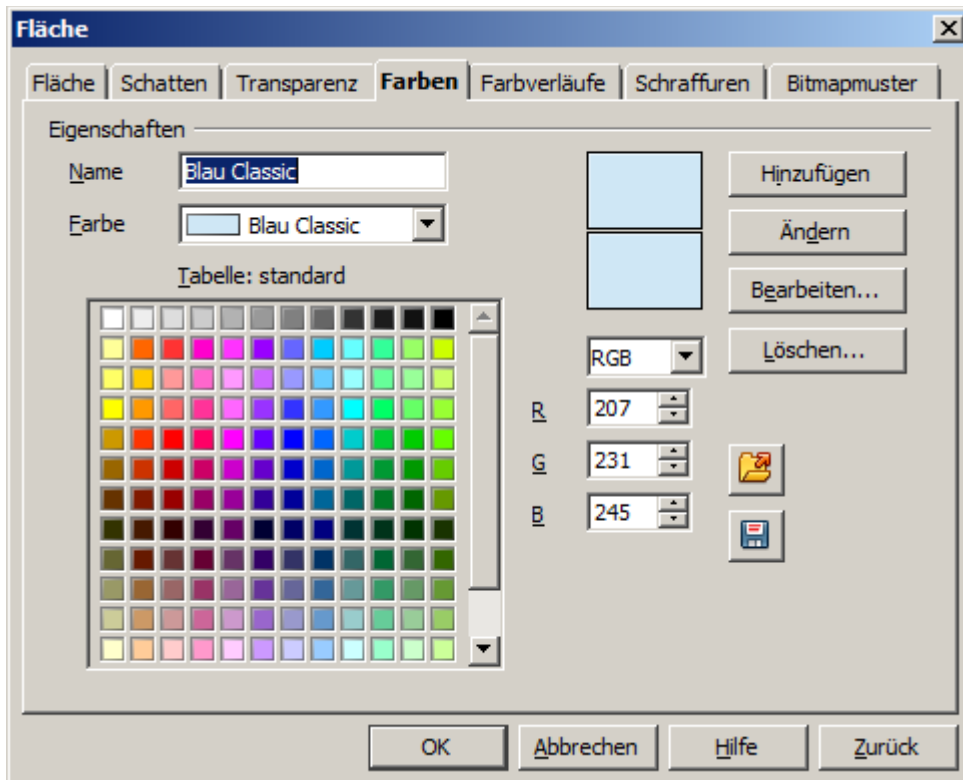 Fläche
Fläche Schatten Transparenz Farben Farbverläufe Schraffuren Bitmapmuster
Eigenschaften
Name Blau Classic Hinzufügen
Farbe Blau Classic Ändern
Tabelle: standard Bearbeiten...
RGB Löschen...
R 207
G 231
B 245
OK Abbrechen Hilfe Zurück